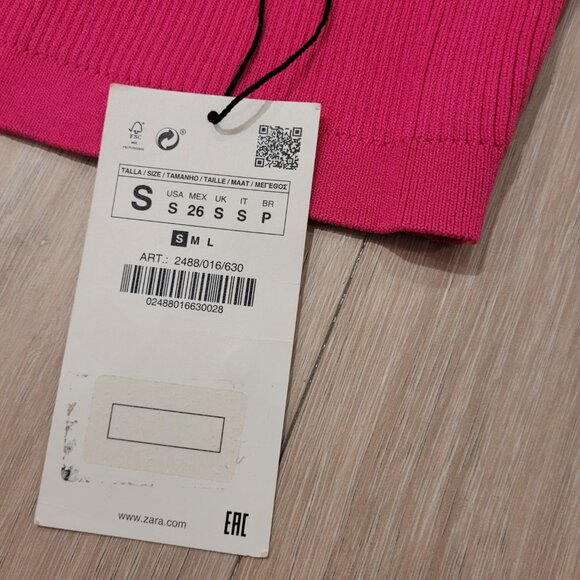 FSC
MIX
TALLA / SIZE / TAMANHO / TAILLE / MAAT / ΜΕΓΕΘΟΣ
S
USA MEX UK IT BR
S 26 S S P
S M L
ART.: 2488/016/630
02488016630028
www.zara.com
EAC